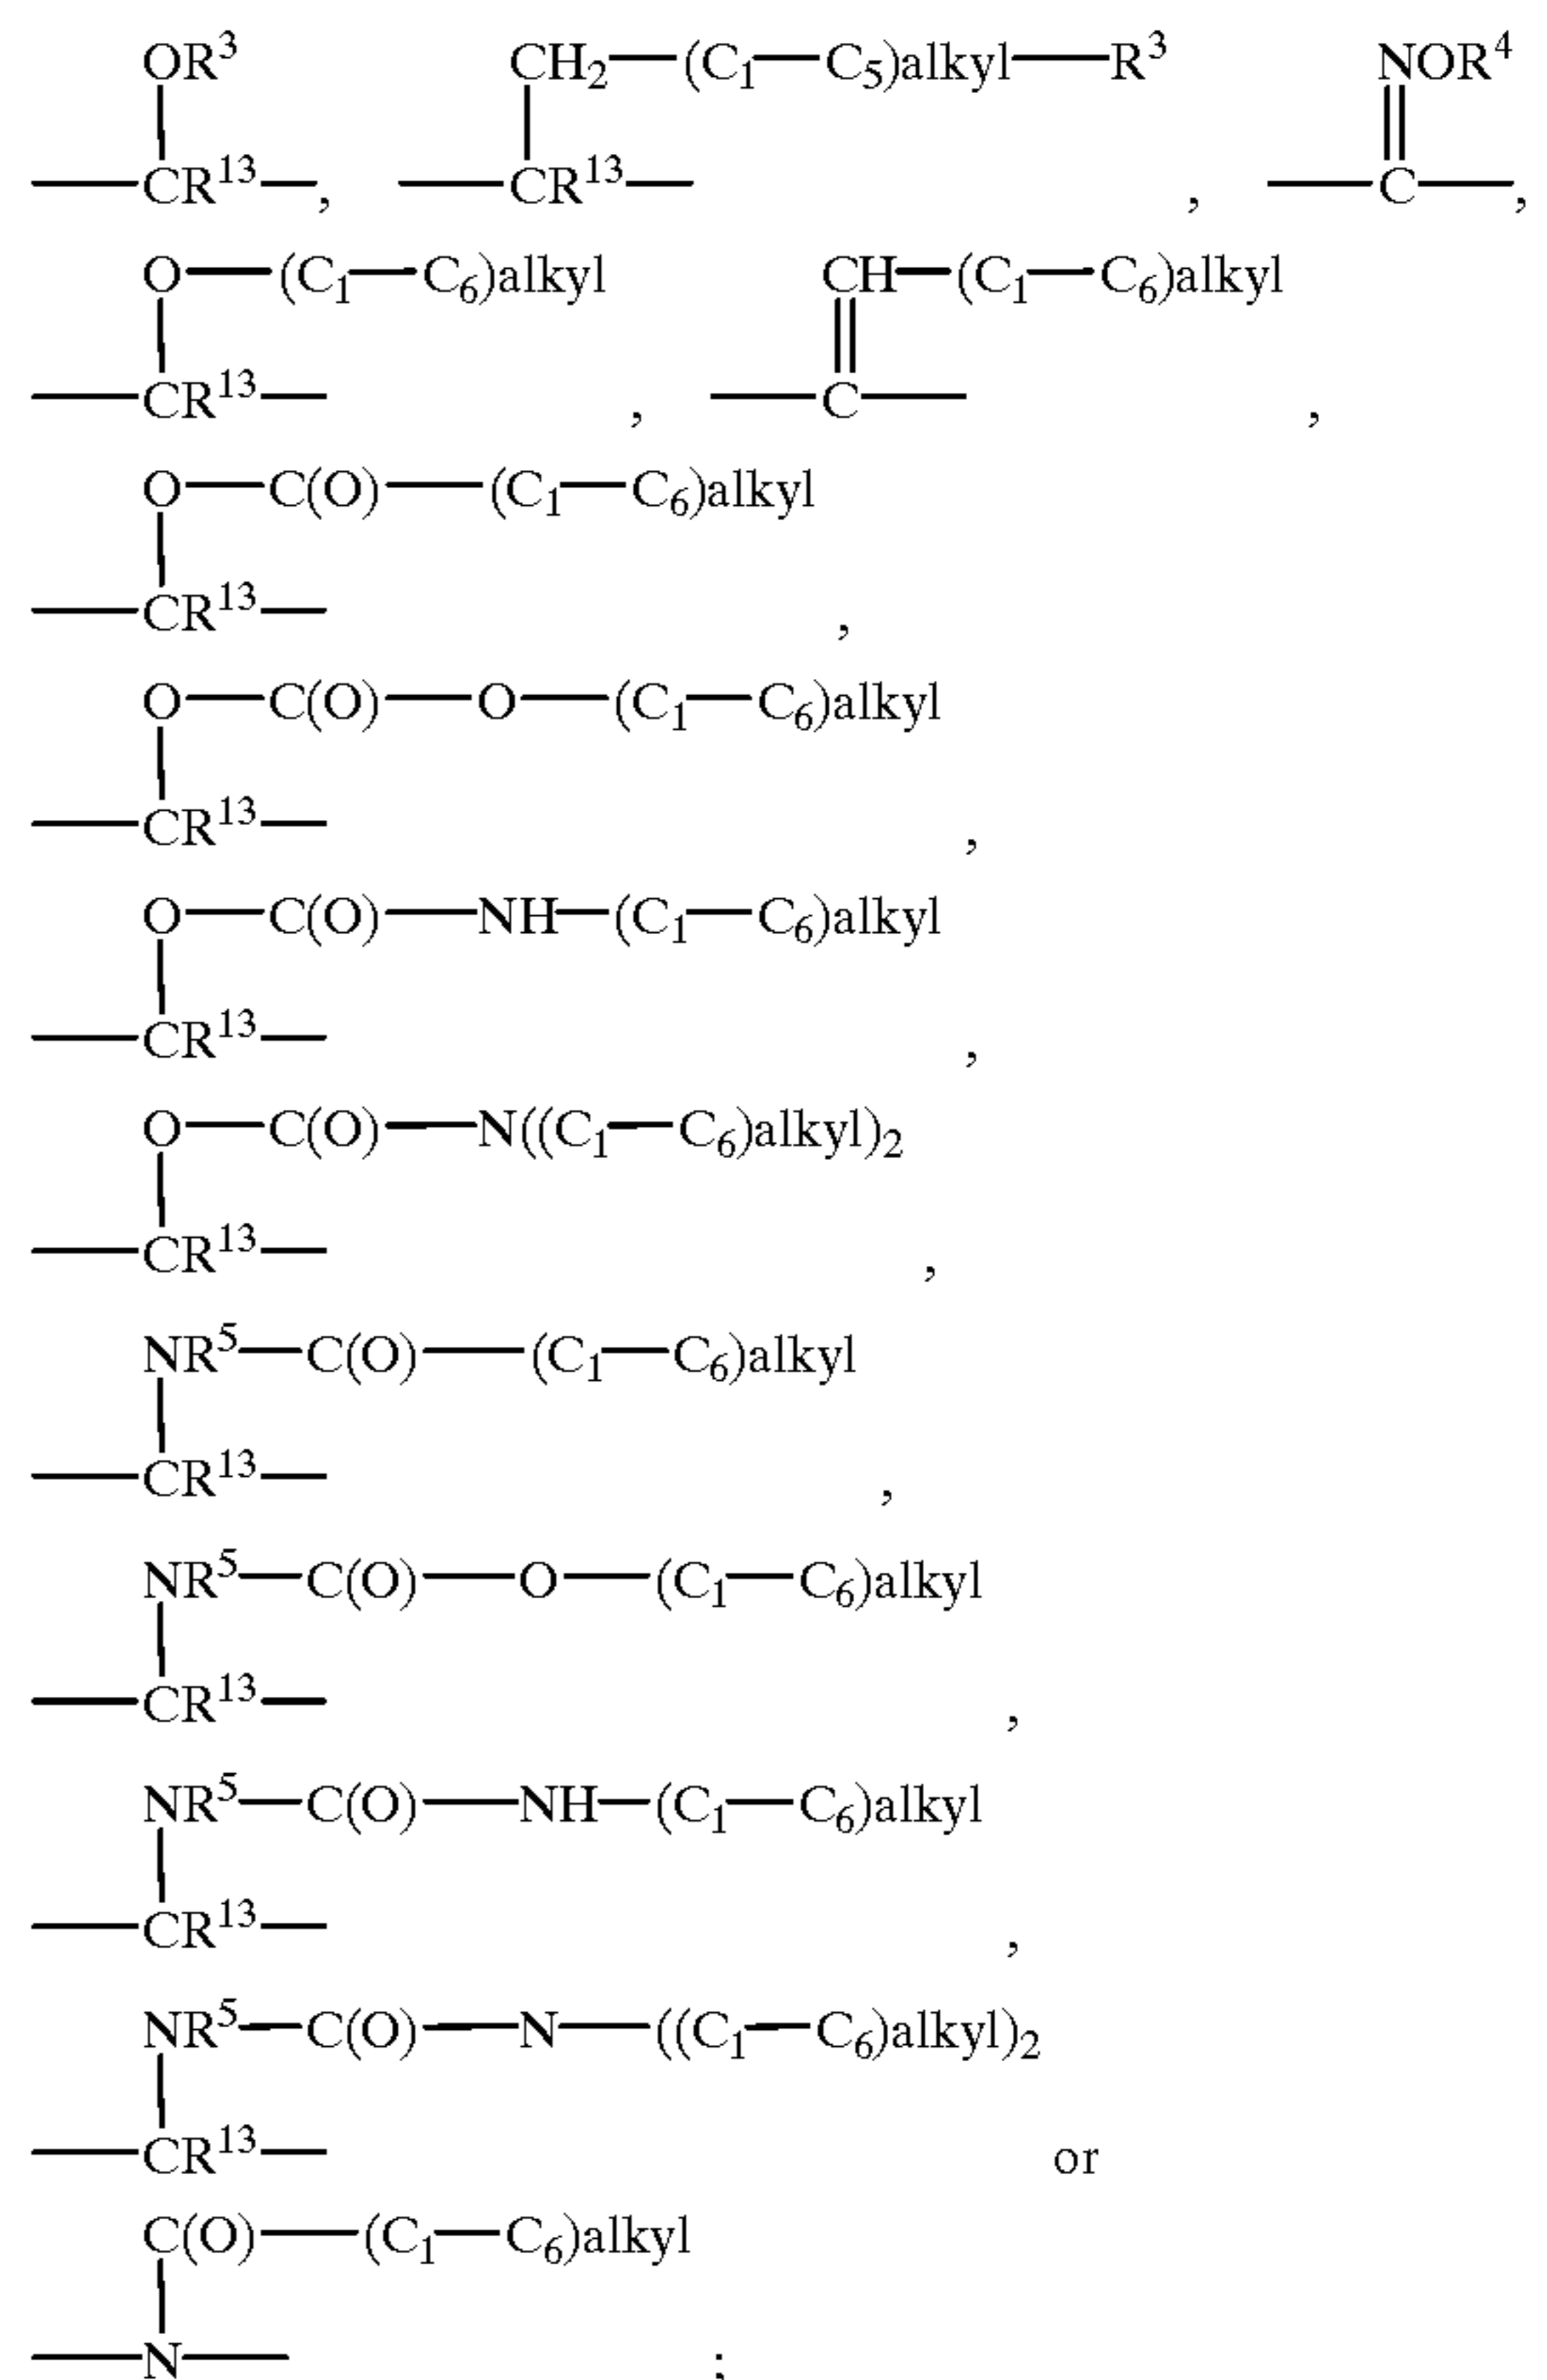 OR³ CH₂—(C₁—C₅)alkyl—R³ NOR⁴
—CR¹³—, —CR¹³— , —C—,
O—(C₁—C₆)alkyl CH—(C₁—C₆)alkyl
—CR¹³— , —C— ,
O—C(O)—(C₁—C₆)alkyl
—CR¹³— ,
O—C(O)—O—(C₁—C₆)alkyl
—CR¹³— ,
O—C(O)—NH—(C₁—C₆)alkyl
—CR¹³— ,
O—C(O)—N((C₁—C₆)alkyl)₂
—CR¹³— ,
NR⁵—C(O)—(C₁—C₆)alkyl
—CR¹³— ,
NR⁵—C(O)—O—(C₁—C₆)alkyl
—CR¹³— ,
NR⁵—C(O)—NH—(C₁—C₆)alkyl
—CR¹³— ,
NR⁵—C(O)—N—((C₁—C₆)alkyl)₂
—CR¹³— or
C(O)—(C₁—C₆)alkyl
—N— ;